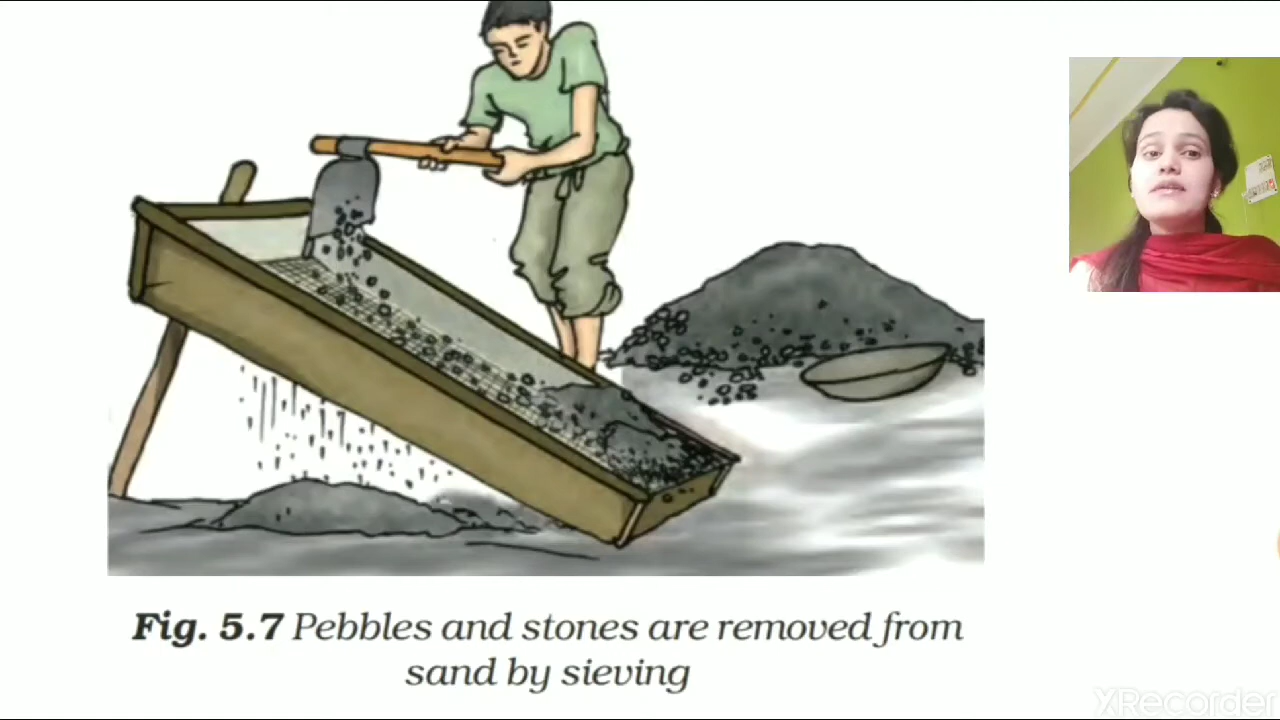 Fig. 5.7 Pebbles and stones are removed from
sand by sieving
XRecorder